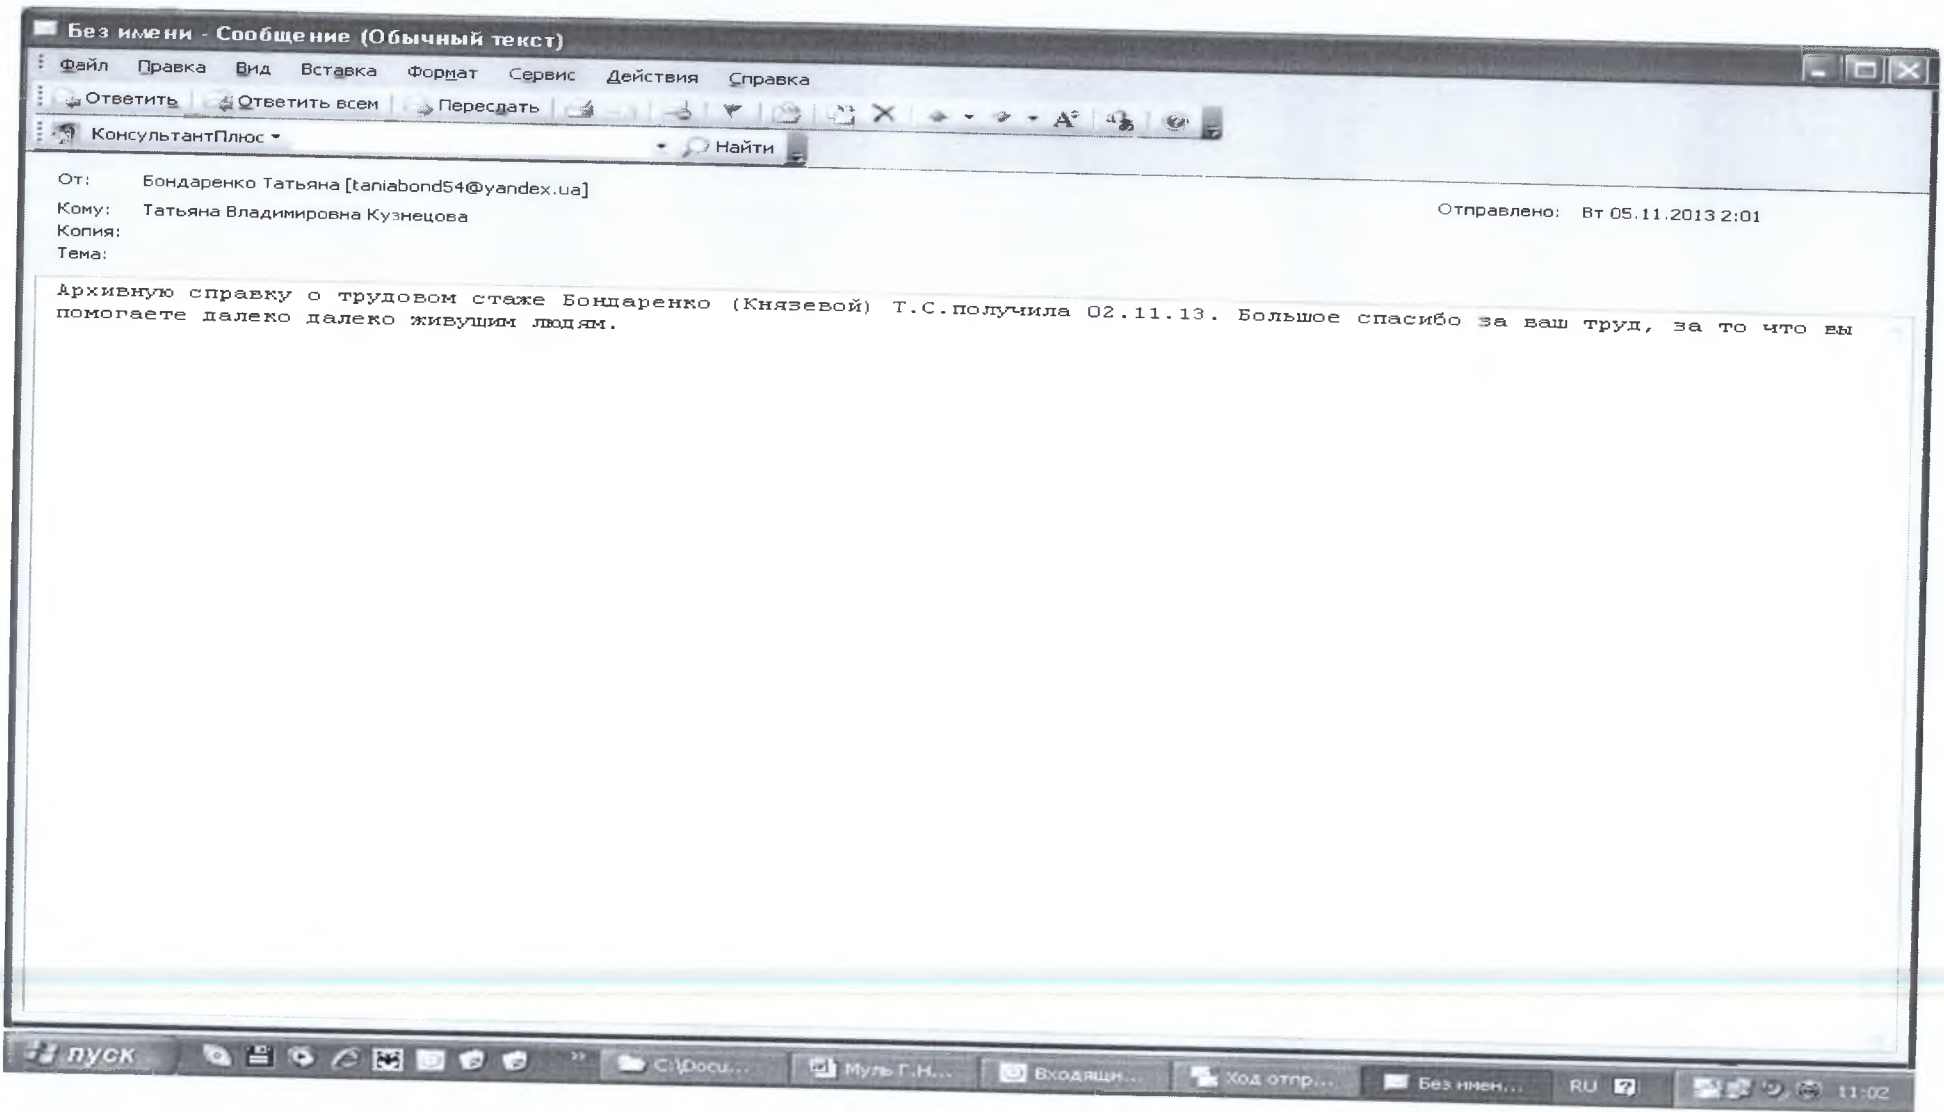 Без имени - Сообщение (Обычный текст)
Файл Правка Вид Вставка Формат Сервис Действия Справка
Ответить Ответить всем Переслать
КонсультантПлюс Найти
От: Бондаренко Татьяна [taniabond54@yandex.ua]
Отправлено: Вт 05.11.2013 2:01
Кому: Татьяна Владимировна Кузнецова
Копия:
Тема:
Архивную справку о трудовом стаже Бондаренко (Князевой) Т.С.получила 02.11.13. Большое спасибо за ваш труд, за то что вы
помогаете далеко далеко живущим людям.
пуск C:\Docu... Муль Г.Н... Входящи... Ход отпр... Без имен... RU 11:02